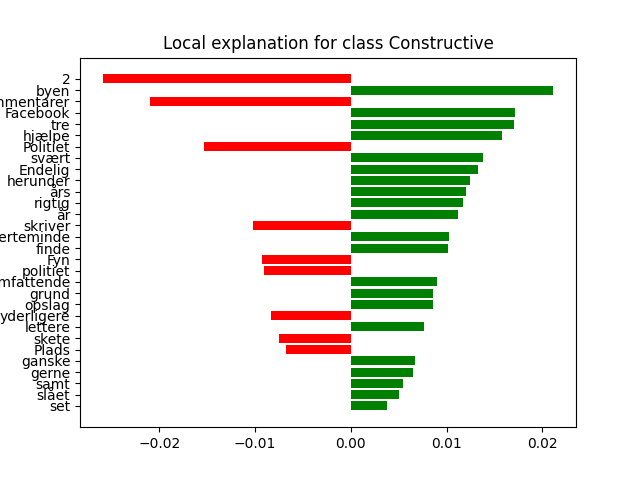 Local explanation for class Constructive
2
byen
mmentarer
Facebook
tre
hjælpe
Politiet
svært
Endelig
herunder
års
rigtig
år
skriver
erteminde
finde
Fyn
politiet
mfattende
grund
opslag
yderligere
lettere
skete
Plads
ganske
gerne
samt
slået
set
−0.02 −0.01 0.00 0.01 0.02